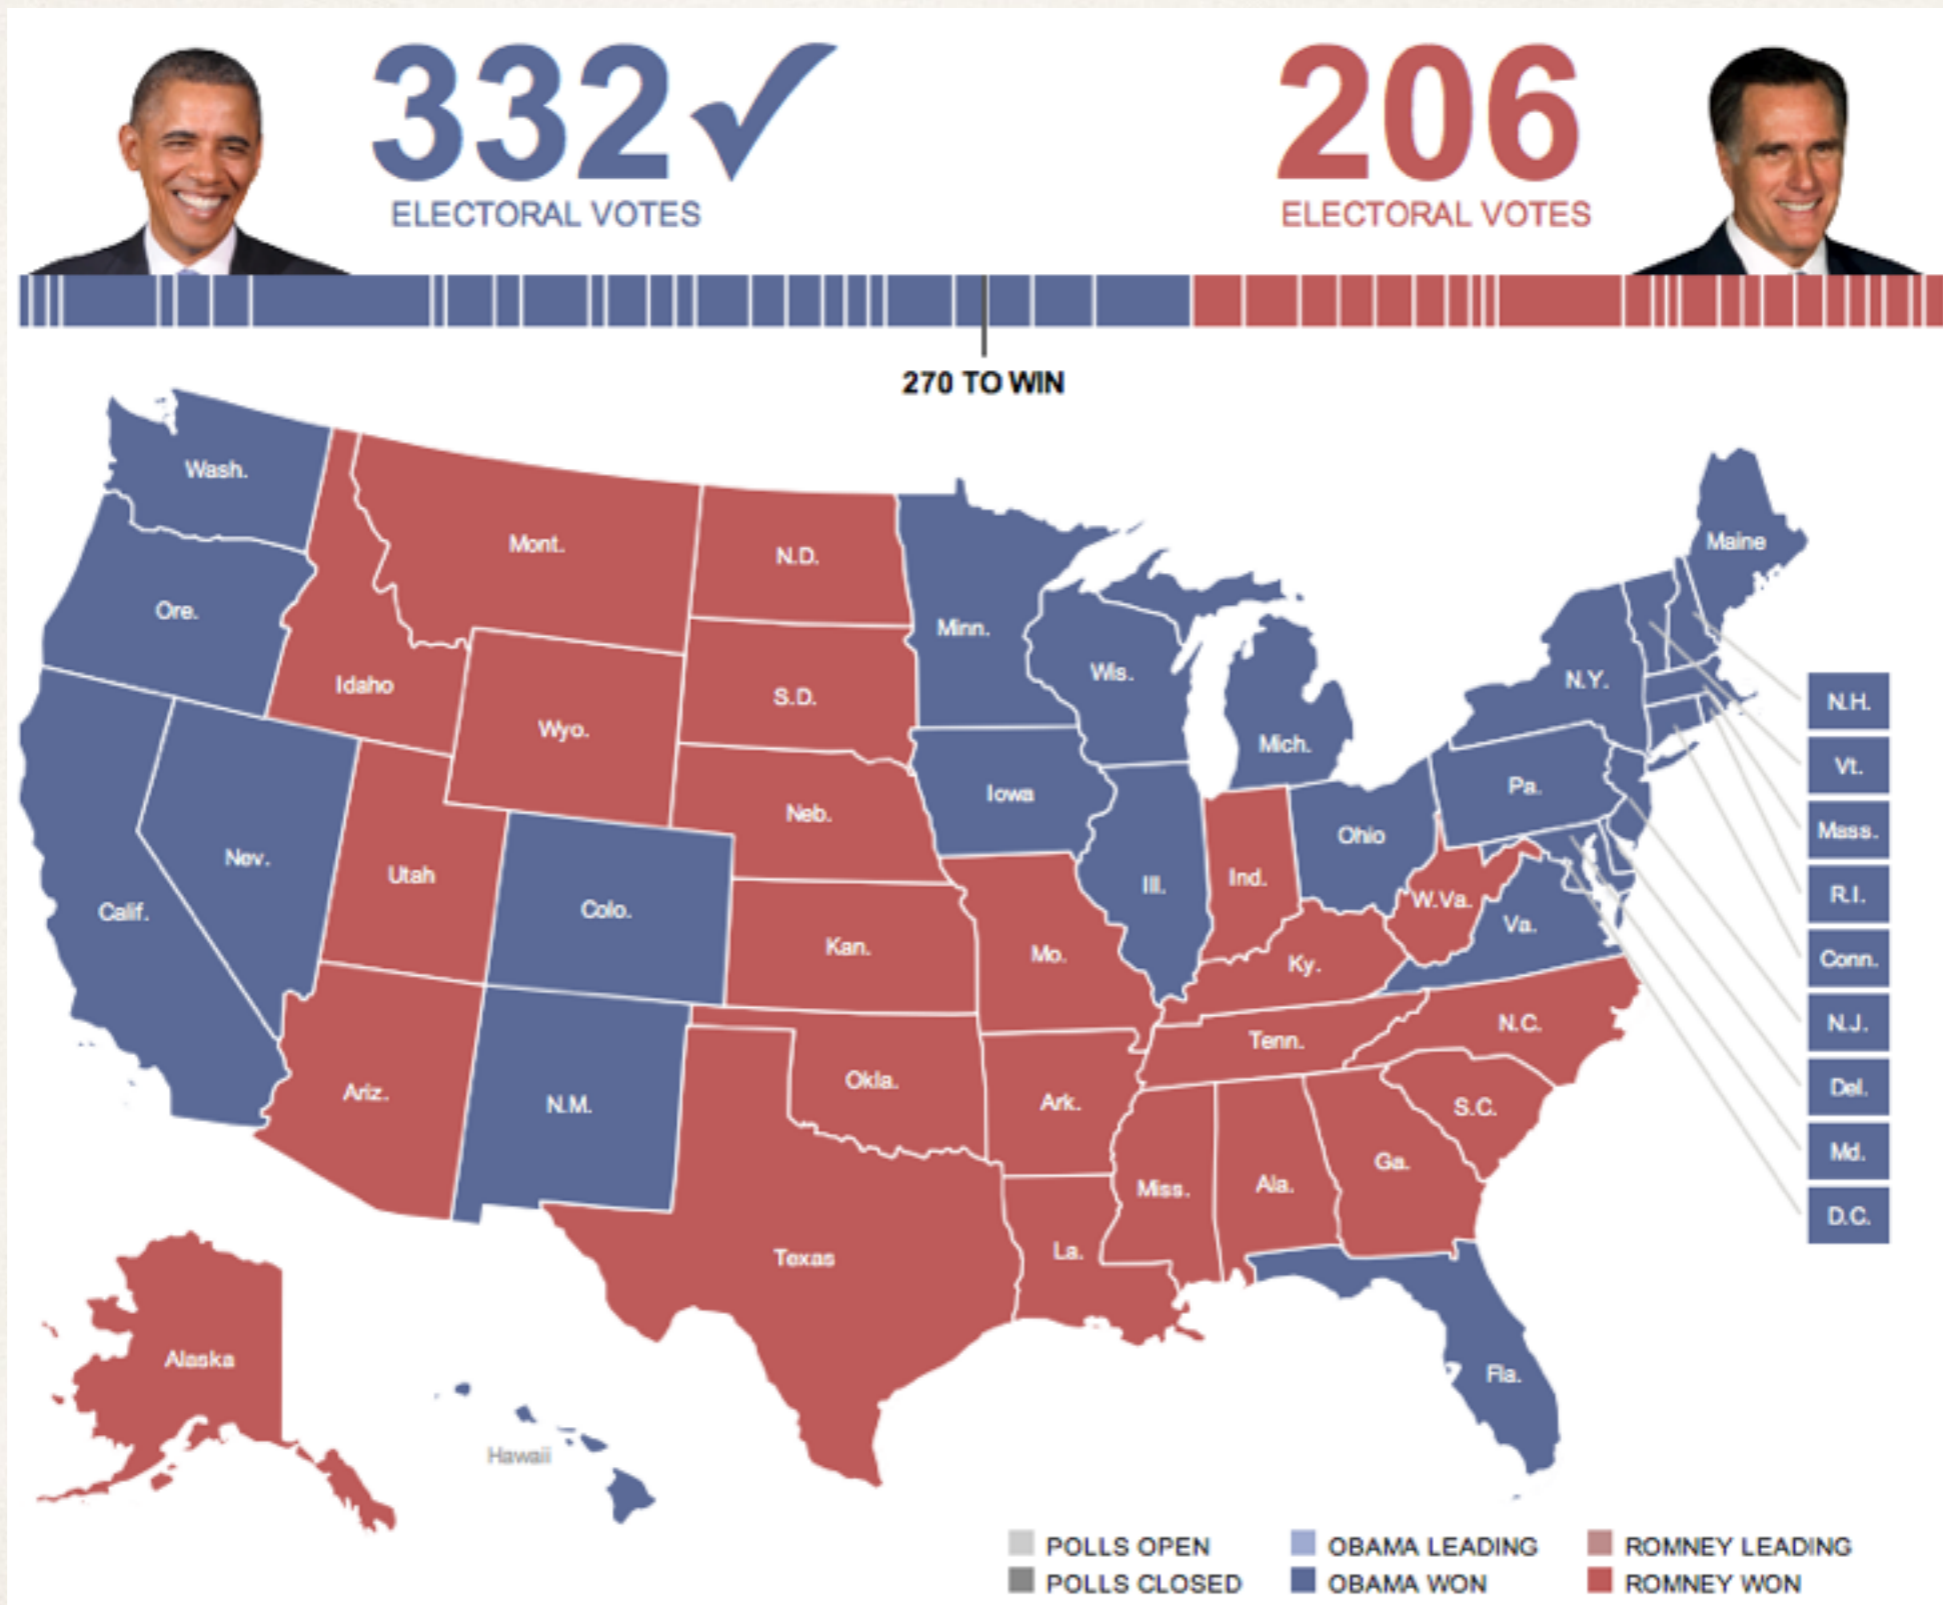 332
ELECTORAL VOTES
206
ELECTORAL VOTES
270 TO WIN
Wash.
Mont.
N.D.
Maine
Ore.
Minn.
Idaho
S.D.
Wis.
N.Y.
N.H.
Wyo.
Mich.
Vt.
Neb.
Iowa
Pa.
Mass.
Nev.
Utah
Ohio
R.I.
Calif.
Colo.
Ill.
Ind.
W.Va.
Va.
Conn.
Kan.
Mo.
Ky.
N.J.
Ariz.
N.M.
Okla.
Ark.
Tenn.
N.C.
Del.
S.C.
Md.
Texas
La.
Miss.
Ala.
Ga.
D.C.
Alaska
Hawaii
Fla.
POLLS OPEN
OBAMA LEADING
ROMNEY LEADING
POLLS CLOSED
OBAMA WON
ROMNEY WON